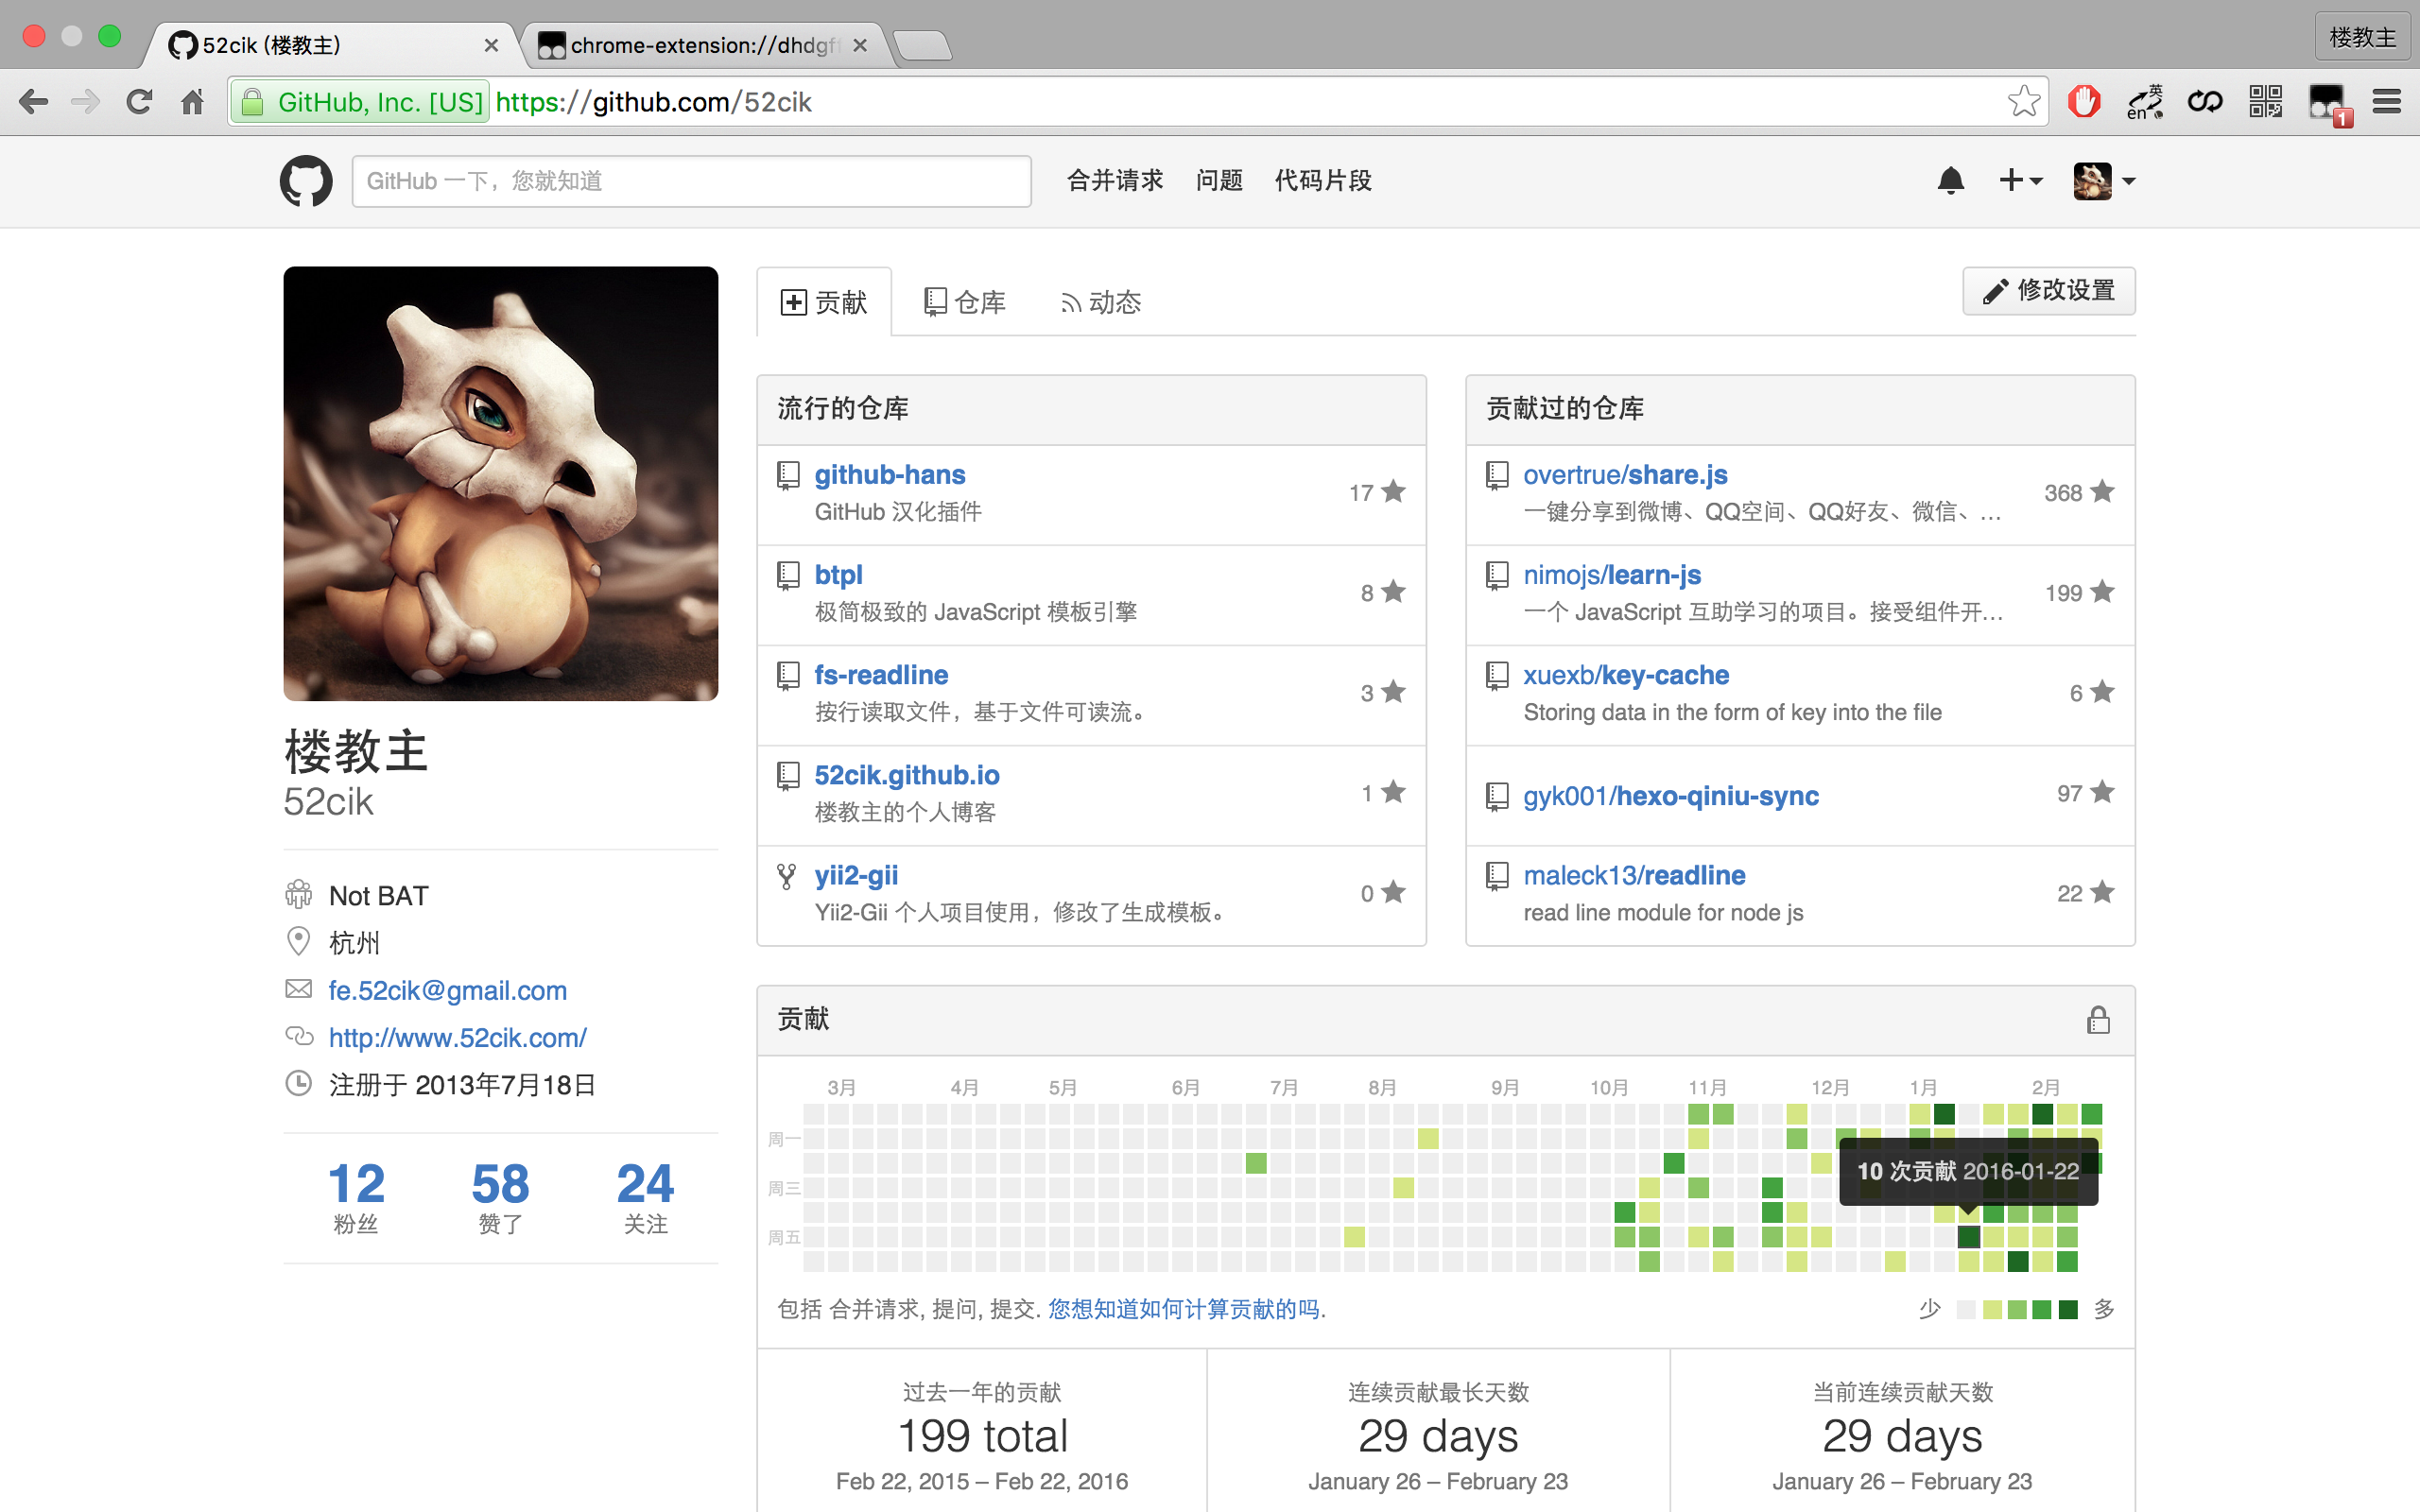 52cik (楼教主)
chrome-extension://dhdgff
楼教主
GitHub, Inc. [US] https://github.com/52cik
英
en
1
GitHub 一下，您就知道
合并请求 问题 代码片段
贡献 仓库 动态
修改设置
楼教主
52cik
Not BAT
杭州
fe.52cik@gmail.com
http://www.52cik.com/
注册于 2013年7月18日
12 58 24
粉丝 赞了 关注
流行的仓库
github-hans
GitHub 汉化插件
17
btpl
极简极致的 JavaScript 模板引擎
8
fs-readline
按行读取文件，基于文件可读流。
3
52cik.github.io
楼教主的个人博客
1
yii2-gii
Yii2-Gii 个人项目使用，修改了生成模板。
0
贡献过的仓库
overtrue/share.js
一键分享到微博、QQ空间、QQ好友、微信、...
368
nimojs/learn-js
一个 JavaScript 互助学习的项目。接受组件开...
199
xuexb/key-cache
Storing data in the form of key into the file
6
gyk001/hexo-qiniu-sync
97
maleck13/readline
read line module for node js
22
贡献
3月 4月 5月 6月 7月 8月 9月 10月 11月 12月 1月 2月
周一
周三
周五
10 次贡献 2016-01-22
包括 合并请求, 提问, 提交. 您想知道如何计算贡献的吗.
少 多
过去一年的贡献
199 total
Feb 22, 2015 – Feb 22, 2016
连续贡献最长天数
29 days
January 26 – February 23
当前连续贡献天数
29 days
January 26 – February 23